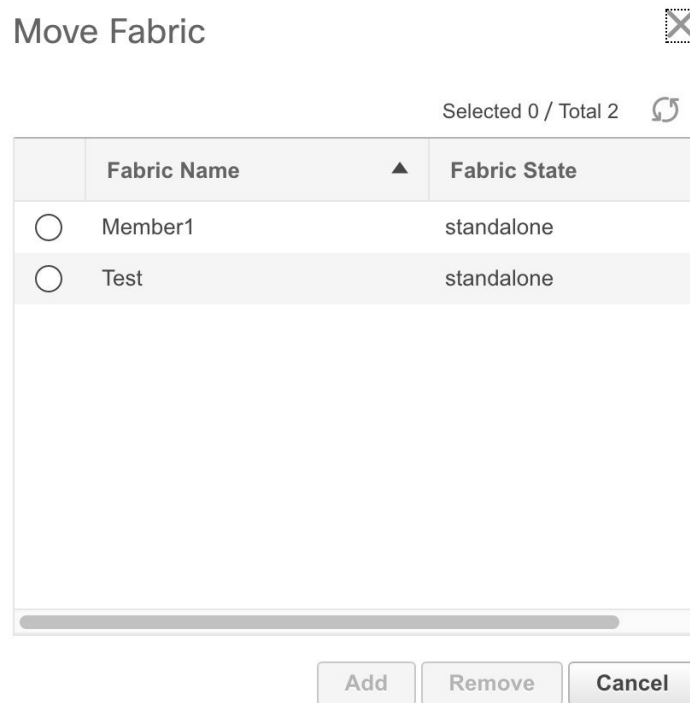 Move Fabric
Selected 0 / Total 2
Fabric Name Fabric State
Member1 standalone
Test standalone
Add Remove Cancel